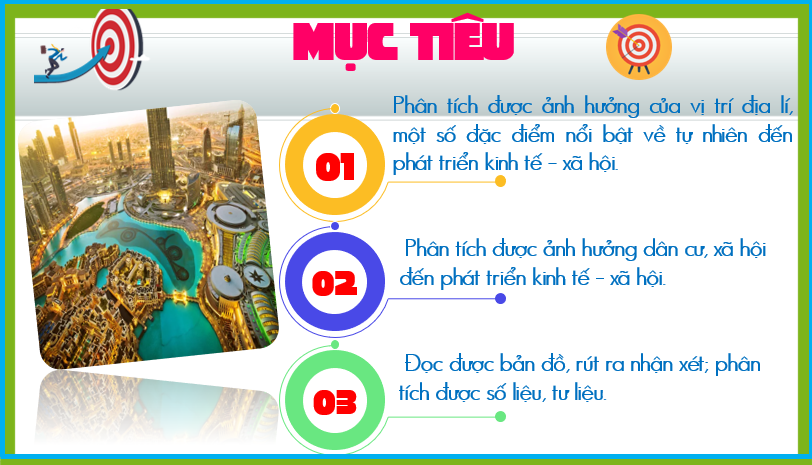 MỤC TIÊU
01
Phân tích được ảnh hưởng của vị trí địa lí,
một số đặc điểm nổi bật về tự nhiên đến
phát triển kinh tế – xã hội.
02
Phân tích được ảnh hưởng dân cư, xã hội
đến phát triển kinh tế – xã hội.
03
Đọc được bản đồ, rút ra nhận xét; phân
tích được số liệu, tư liệu.